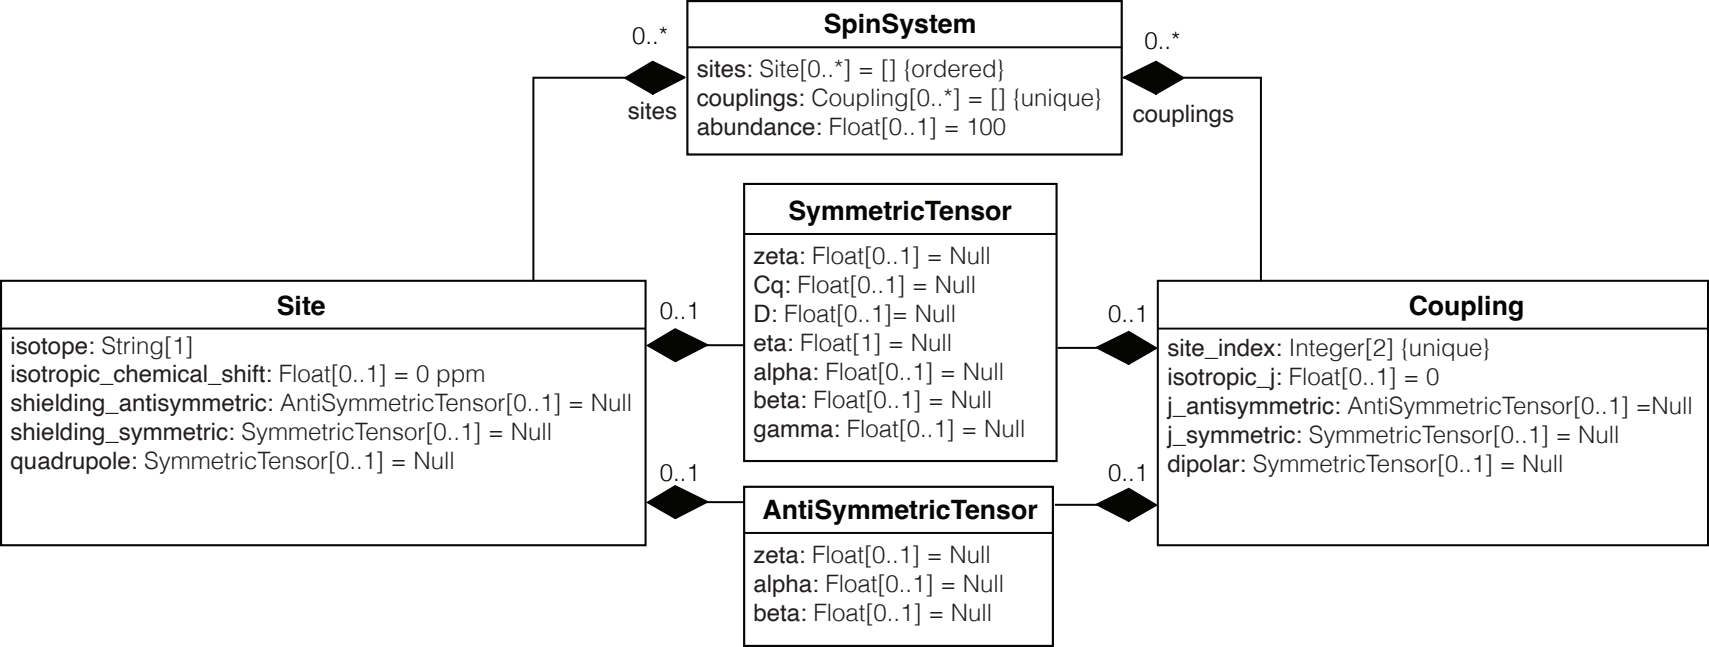 SpinSystem
0..*
0..*
sites: Site[0..*] = [] {ordered}
couplings: Coupling[0..*] = [] {unique}
abundance: Float[0..1] = 100
sites
couplings
SymmetricTensor
zeta: Float[0..1] = Null
Cq: Float[0..1] = Null
D: Float[0..1]= Null
eta: Float[1] = Null
alpha: Float[0..1] = Null
beta: Float[0..1] = Null
gamma: Float[0..1] = Null
Site
isotope: String[1]
isotropic_chemical_shift: Float[0..1] = 0 ppm
shielding_antisymmetric: AntiSymmetricTensor[0..1] = Null
shielding_symmetric: SymmetricTensor[0..1] = Null
quadrupole: SymmetricTensor[0..1] = Null
0..1
0..1
0..1
0..1
Coupling
site_index: Integer[2] {unique}
isotropic_j: Float[0..1] = 0
j_antisymmetric: AntiSymmetricTensor[0..1] =Null
j_symmetric: SymmetricTensor[0..1] = Null
dipolar: SymmetricTensor[0..1] = Null
AntiSymmetricTensor
zeta: Float[0..1] = Null
alpha: Float[0..1] = Null
beta: Float[0..1] = Null